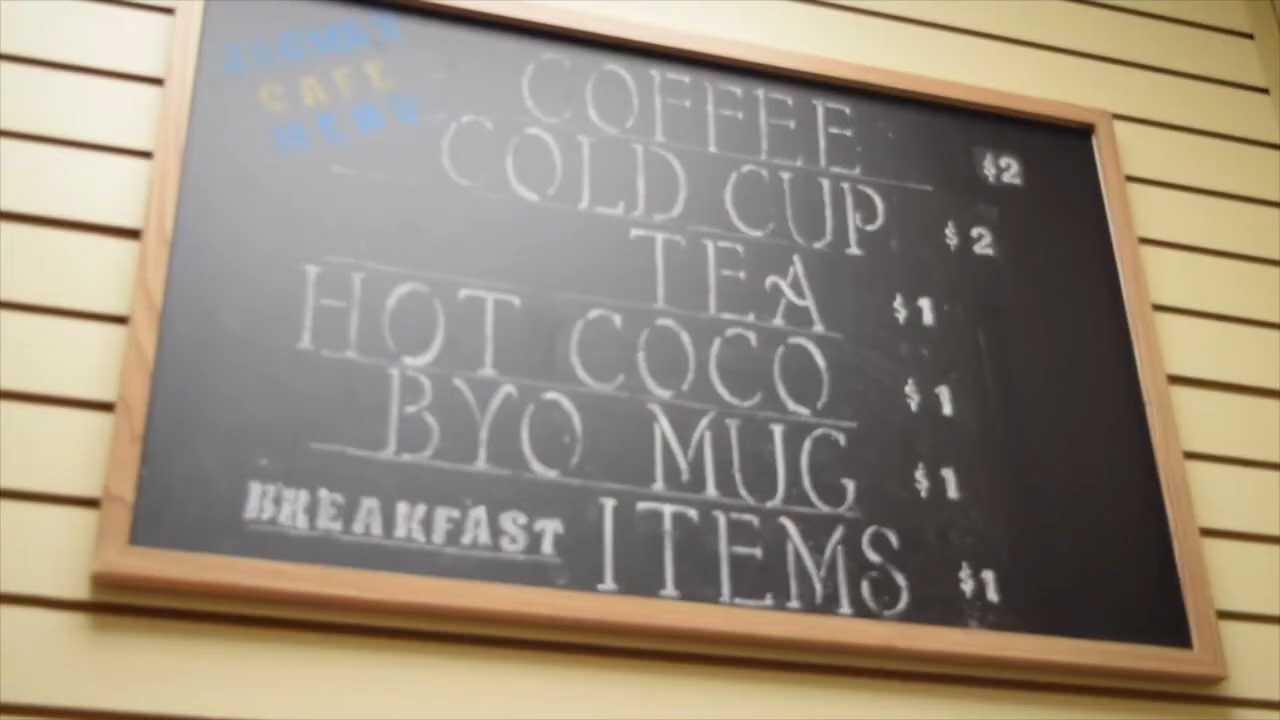 CAFE
MENU
COFFEE $2
COLD CUP $2
TEA $1
HOT COCO $1
BYO MUG $1
BREAKFAST ITEMS $1